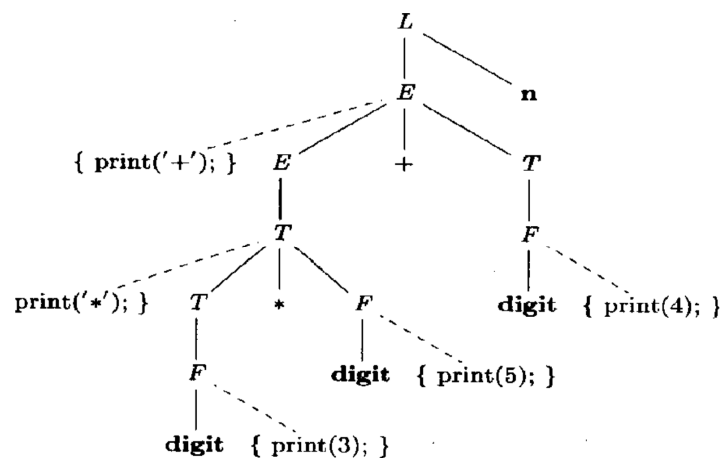 L
E n
{ print('+'); } E + T
T F
print('*'); } T * F digit { print(4); }
F digit { print(5); }
digit { print(3); }